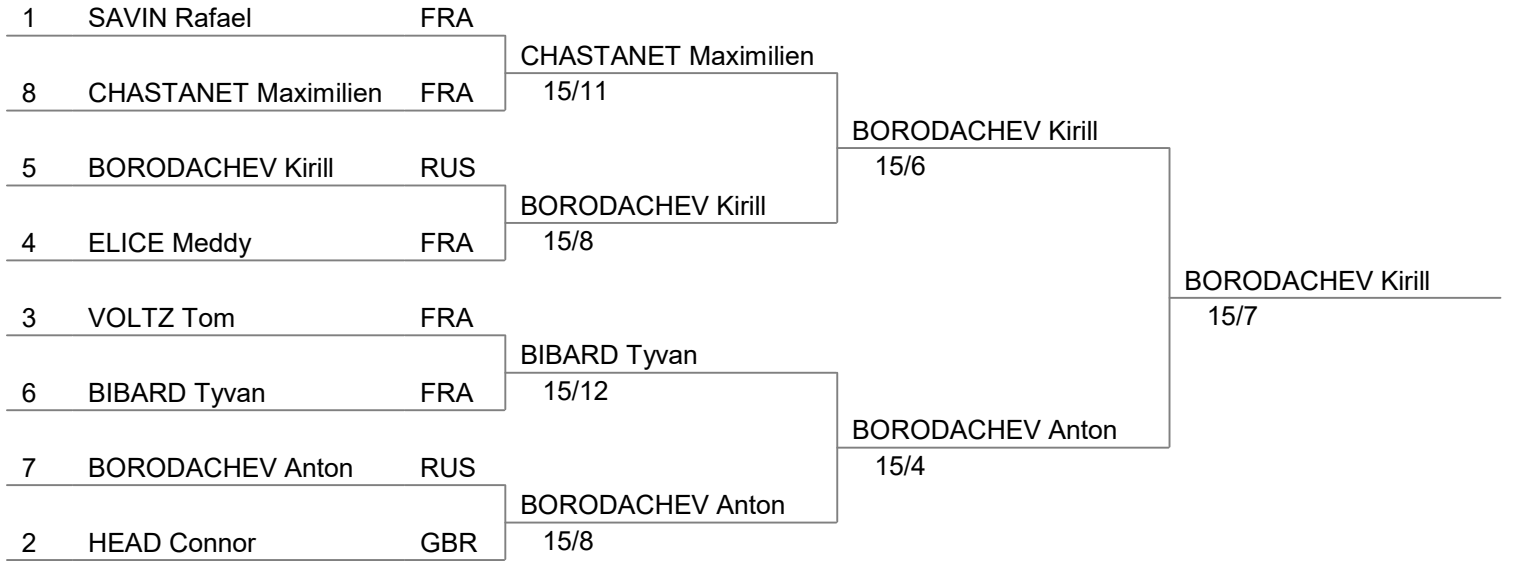 1 SAVIN Rafael FRA
CHASTANET Maximilien
8 CHASTANET Maximilien FRA
15/11
BORODACHEV Kirill
5 BORODACHEV Kirill RUS
15/6
BORODACHEV Kirill
4 ELICE Meddy FRA
15/8
BORODACHEV Kirill
3 VOLTZ Tom FRA
15/7
BIBARD Tyvan
6 BIBARD Tyvan FRA
15/12
BORODACHEV Anton
7 BORODACHEV Anton RUS
15/4
BORODACHEV Anton
2 HEAD Connor GBR
15/8